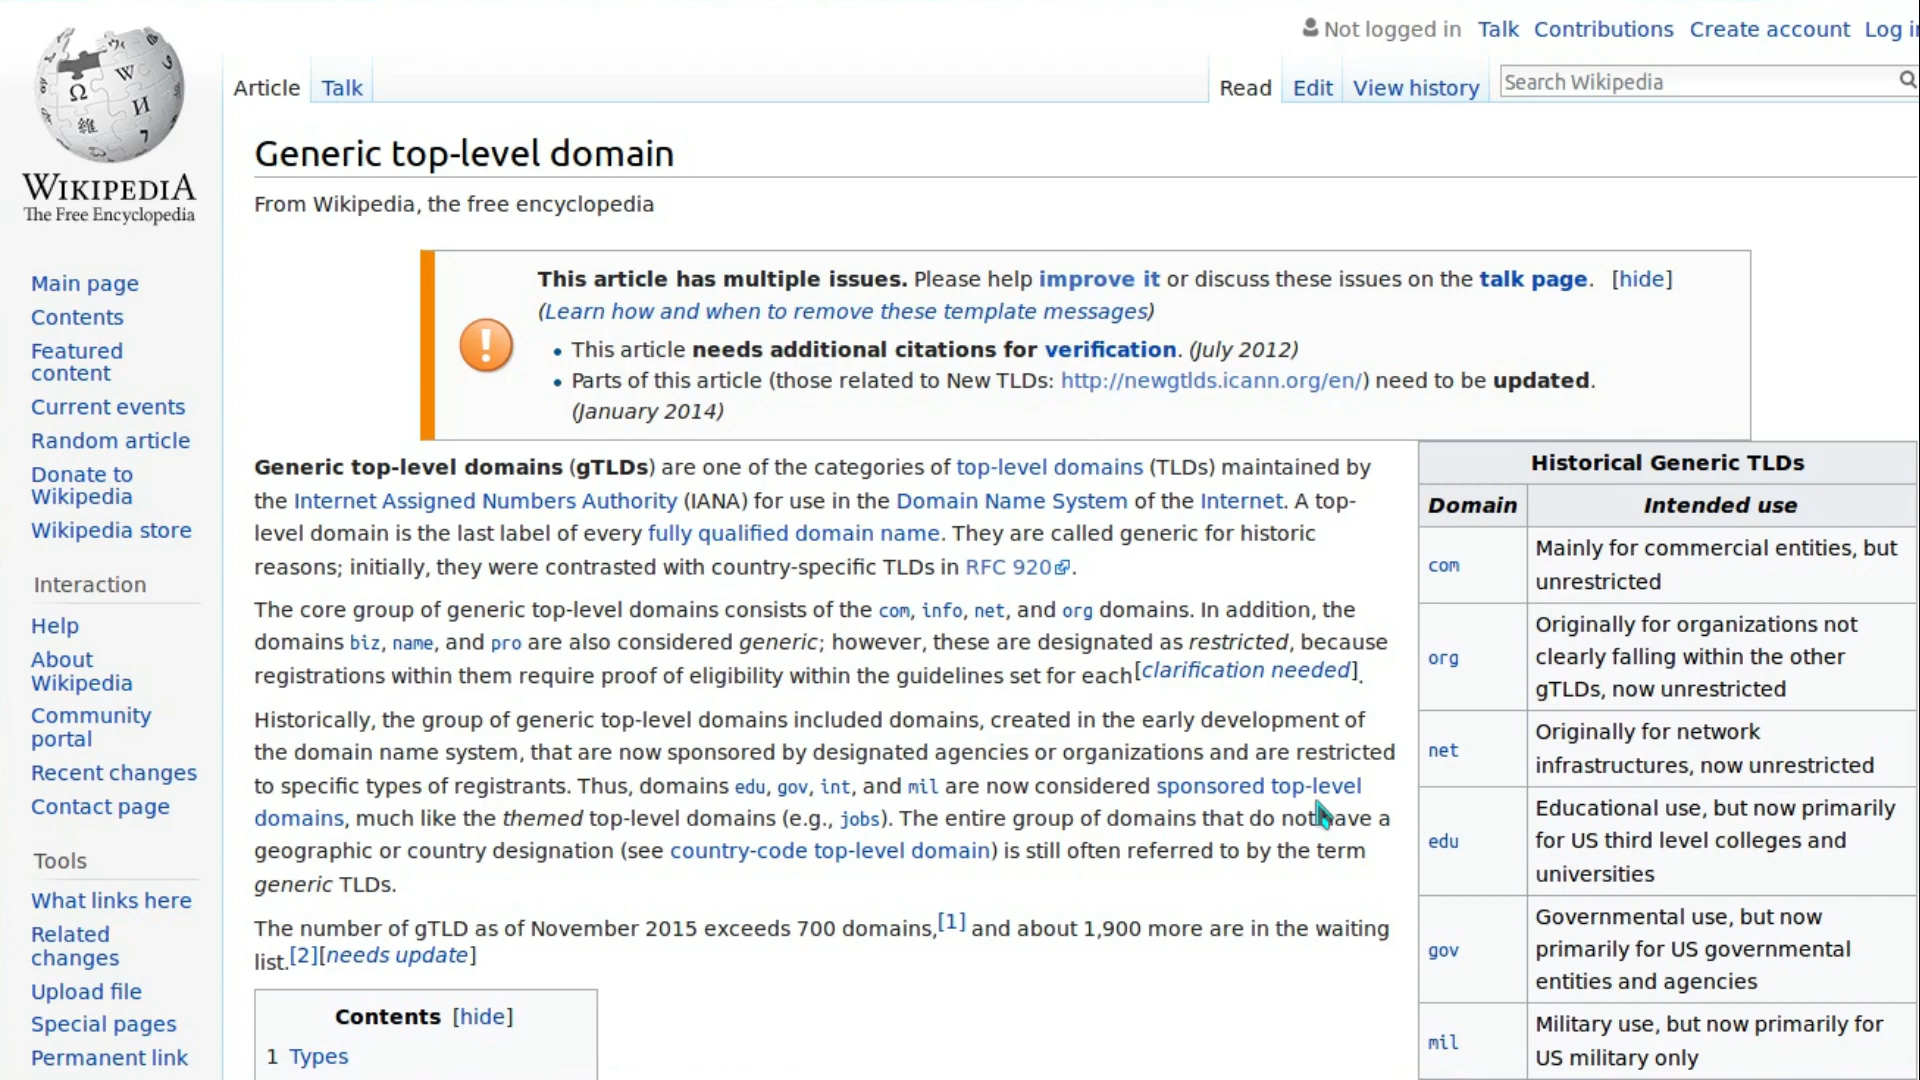 Not logged in Talk Contributions Create account Log i
Article Talk Read Edit View history Search Wikipedia
WIKIPEDIA
The Free Encyclopedia
Main page
Contents
Featured
content
Current events
Random article
Donate to
Wikipedia
Wikipedia store
Interaction
Help
About
Wikipedia
Community
portal
Recent changes
Contact page
Tools
What links here
Related
changes
Upload file
Special pages
Permanent link
Generic top-level domain
From Wikipedia, the free encyclopedia
This article has multiple issues. Please help improve it or discuss these issues on the talk page. [hide]
(Learn how and when to remove these template messages)
• This article needs additional citations for verification. (July 2012)
• Parts of this article (those related to New TLDs: http://newgtlds.icann.org/en/) need to be updated.
(January 2014)
Generic top-level domains (gTLDs) are one of the categories of top-level domains (TLDs) maintained by
the Internet Assigned Numbers Authority (IANA) for use in the Domain Name System of the Internet. A top-
level domain is the last label of every fully qualified domain name. They are called generic for historic
reasons; initially, they were contrasted with country-specific TLDs in RFC 920.
The core group of generic top-level domains consists of the com, info, net, and org domains. In addition, the
domains biz, name, and pro are also considered generic; however, these are designated as restricted, because
registrations within them require proof of eligibility within the guidelines set for each[clarification needed].
Historically, the group of generic top-level domains included domains, created in the early development of
the domain name system, that are now sponsored by designated agencies or organizations and are restricted
to specific types of registrants. Thus, domains edu, gov, int, and mil are now considered sponsored top-level
domains, much like the themed top-level domains (e.g., jobs). The entire group of domains that do not have a
geographic or country designation (see country-code top-level domain) is still often referred to by the term
generic TLDs.
The number of gTLD as of November 2015 exceeds 700 domains,[1] and about 1,900 more are in the waiting
list.[2][needs update]
Contents [hide]
1 Types
Historical Generic TLDs
Domain Intended use
com Mainly for commercial entities, but
unrestricted
org Originally for organizations not
clearly falling within the other
gTLDs, now unrestricted
net Originally for network
infrastructures, now unrestricted
edu Educational use, but now primarily
for US third level colleges and
universities
gov Governmental use, but now
primarily for US governmental
entities and agencies
mil Military use, but now primarily for
US military only